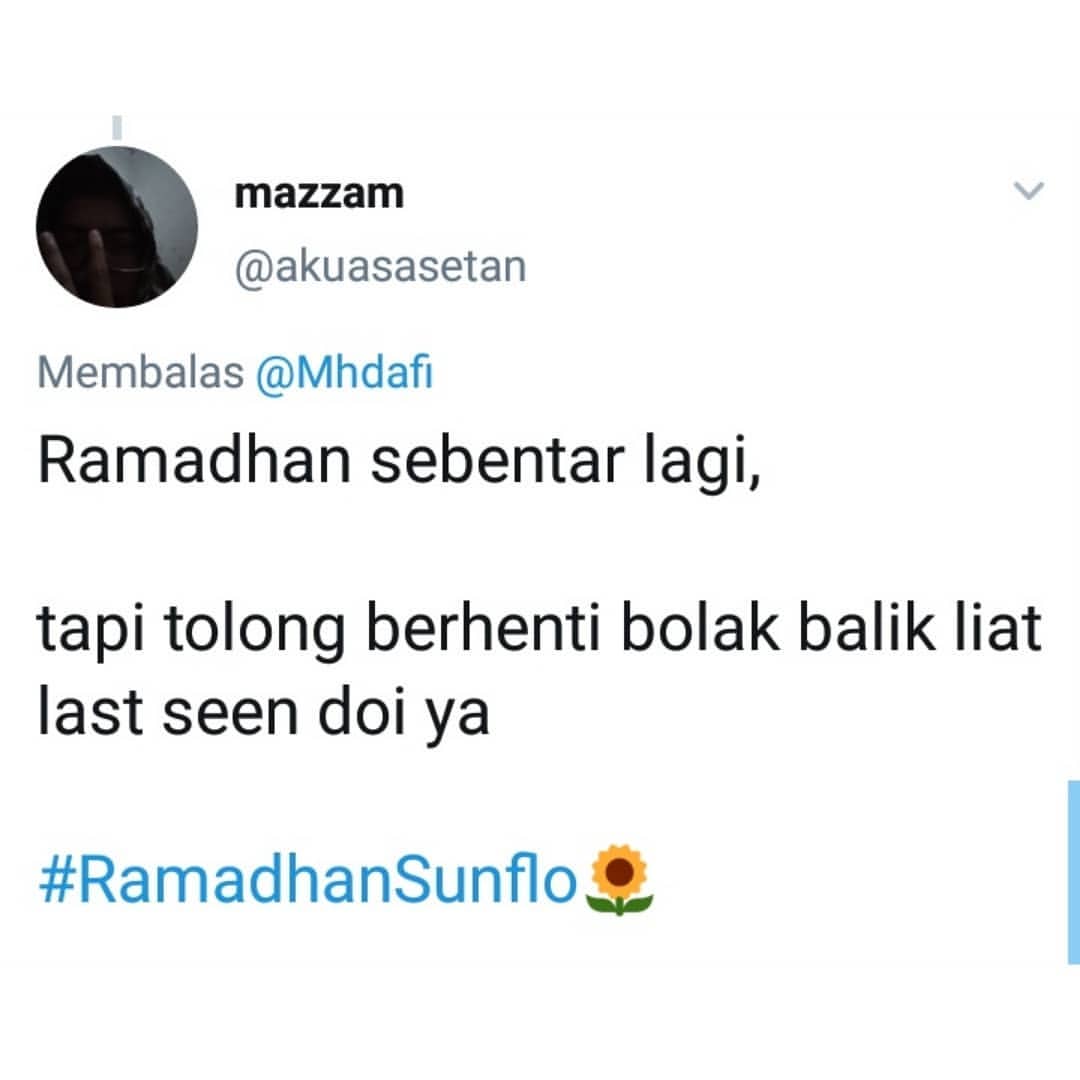 mazzam
@akuasasetan
Membalas @Mhdafi
Ramadhan sebentar lagi,
tapi tolong berhenti bolak balik liat
last seen doi ya
#RamadhanSunflo🌻